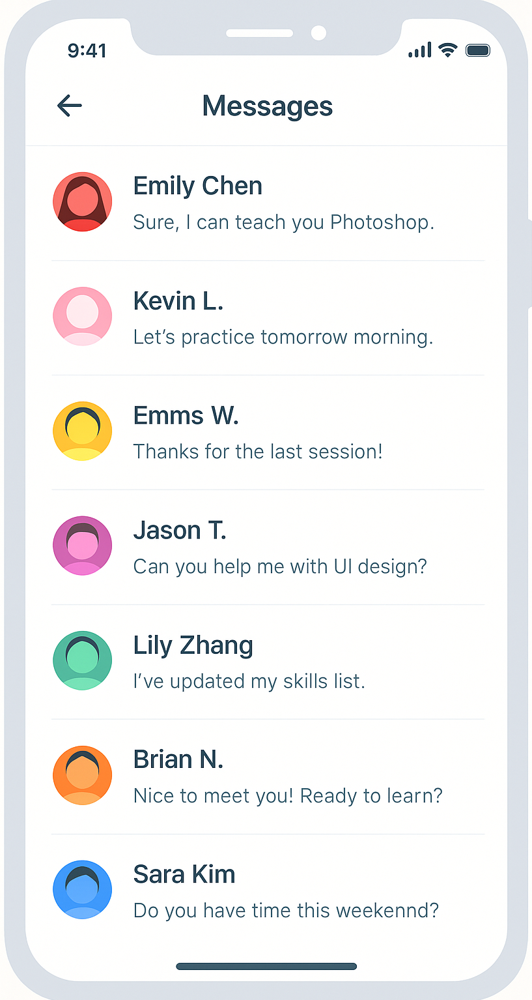 9:41
Messages
Emily Chen
Sure, I can teach you Photoshop.
Kevin L.
Let’s practice tomorrow morning.
Emms W.
Thanks for the last session!
Jason T.
Can you help me with UI design?
Lily Zhang
I’ve updated my skills list.
Brian N.
Nice to meet you! Ready to learn?
Sara Kim
Do you have time this weekennd?